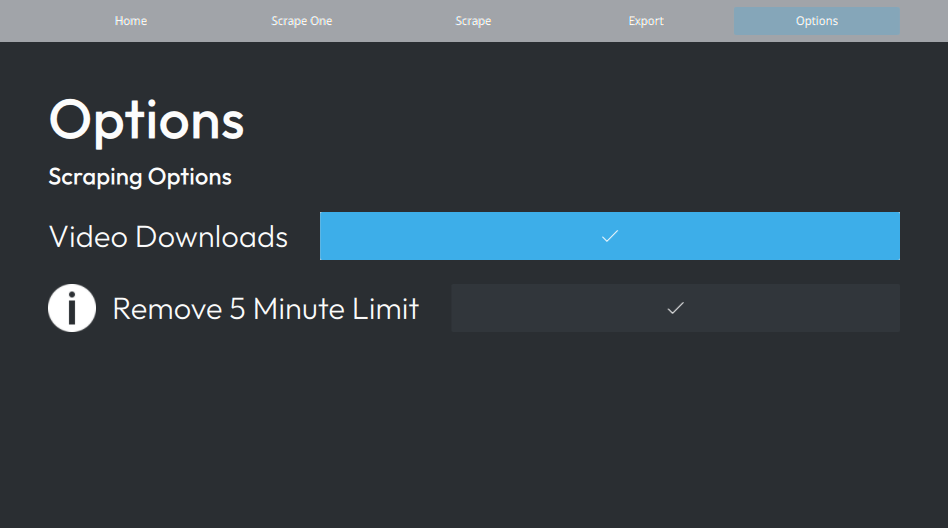 Home
Scrape One
Scrape
Export
Options
Options
Scraping Options
Video Downloads
i Remove 5 Minute Limit